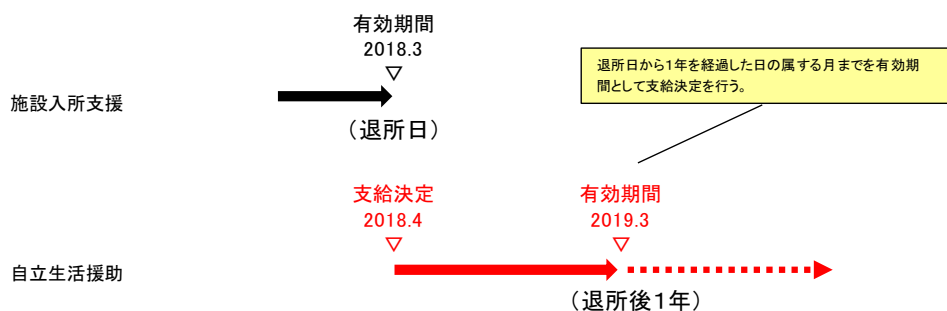 有効期間
2018.3
▽
退所日から1年を経過した日の属する月までを有効期
間として支給決定を行う。
施設入所支援
（退所日）
支給決定
2018.4
▽
有効期間
2019.3
▽
自立生活援助
（退所後１年）